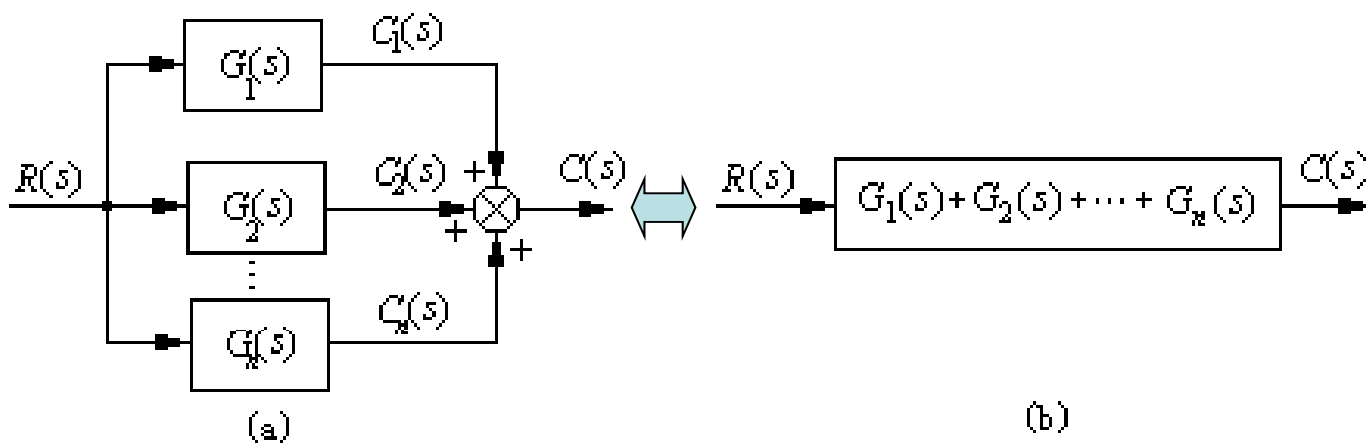 C₁(s)
G₁(s)
R(s)
C₂(s)
+
C(s)
G₂(s)
+
+
⋮
Cₙ(s)
Gₙ(s)
(a)
R(s)
G₁(s) + G₂(s) + ⋯ + Gₙ(s)
C(s)
(b)